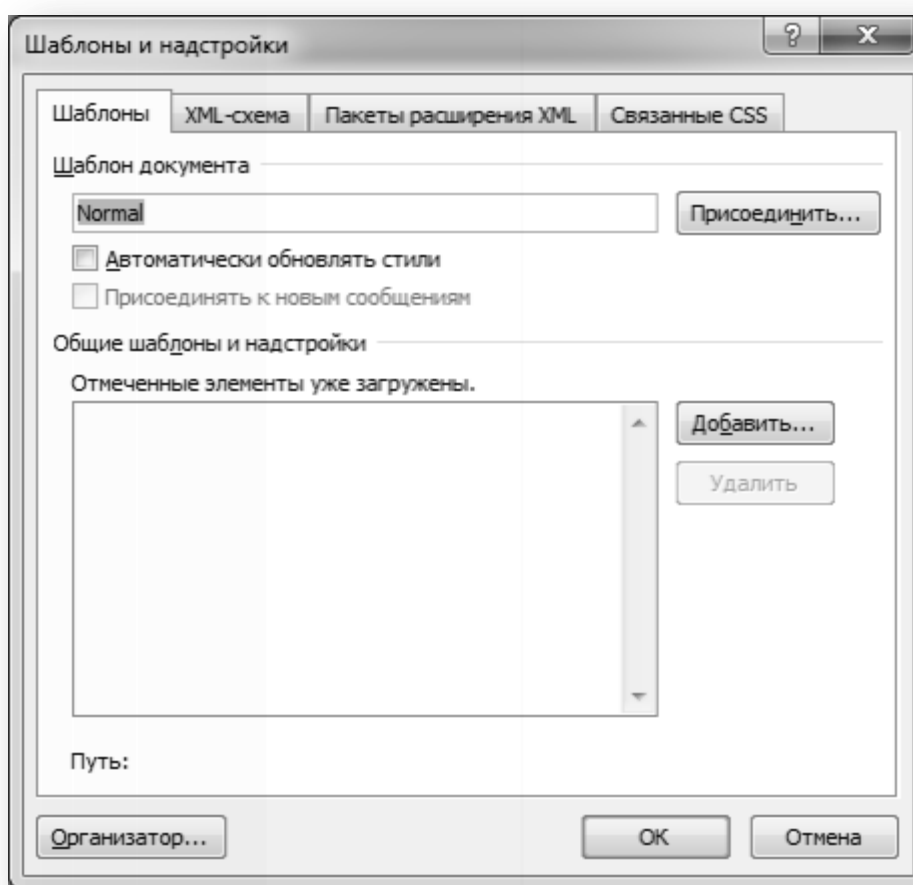 Шаблоны и надстройки
Шаблоны XML-схема Пакеты расширения XML Связанные CSS
Шаблон документа
Normal Присоединить...
Автоматически обновлять стили
Присоединять к новым сообщениям
Общие шаблоны и надстройки
Отмеченные элементы уже загружены.
Добавить...
Удалить
Путь:
Организатор... ОК Отмена